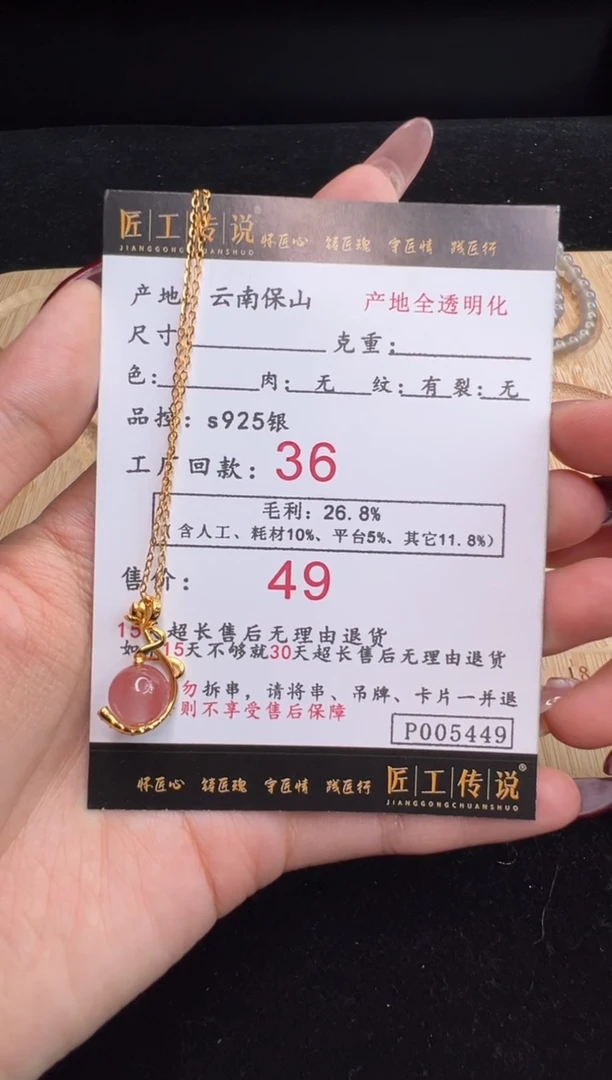 匠工传说®
JIANGGONGCHUANSHUO
怀匠心 铸匠魂 守匠情 践匠行
产地 云南保山 产地全透明化
尺寸 克重:
色: 肉: 无 纹: 有 裂: 无
品控: s925银
工厂回款: 36
毛利: 26.8%
含人工、耗材10%、平台5%、其它11.8%)
售价: 49
15 超长售后无理由退货
如 15天不够就30天超长售后无理由退货
勿拆串,请将串、吊牌、卡片一并退
则不享受售后保障
P005449
怀匠心 铸匠魂 守匠情 践匠行 匠工传说®
JIANGGONGCHUANSHUO
18